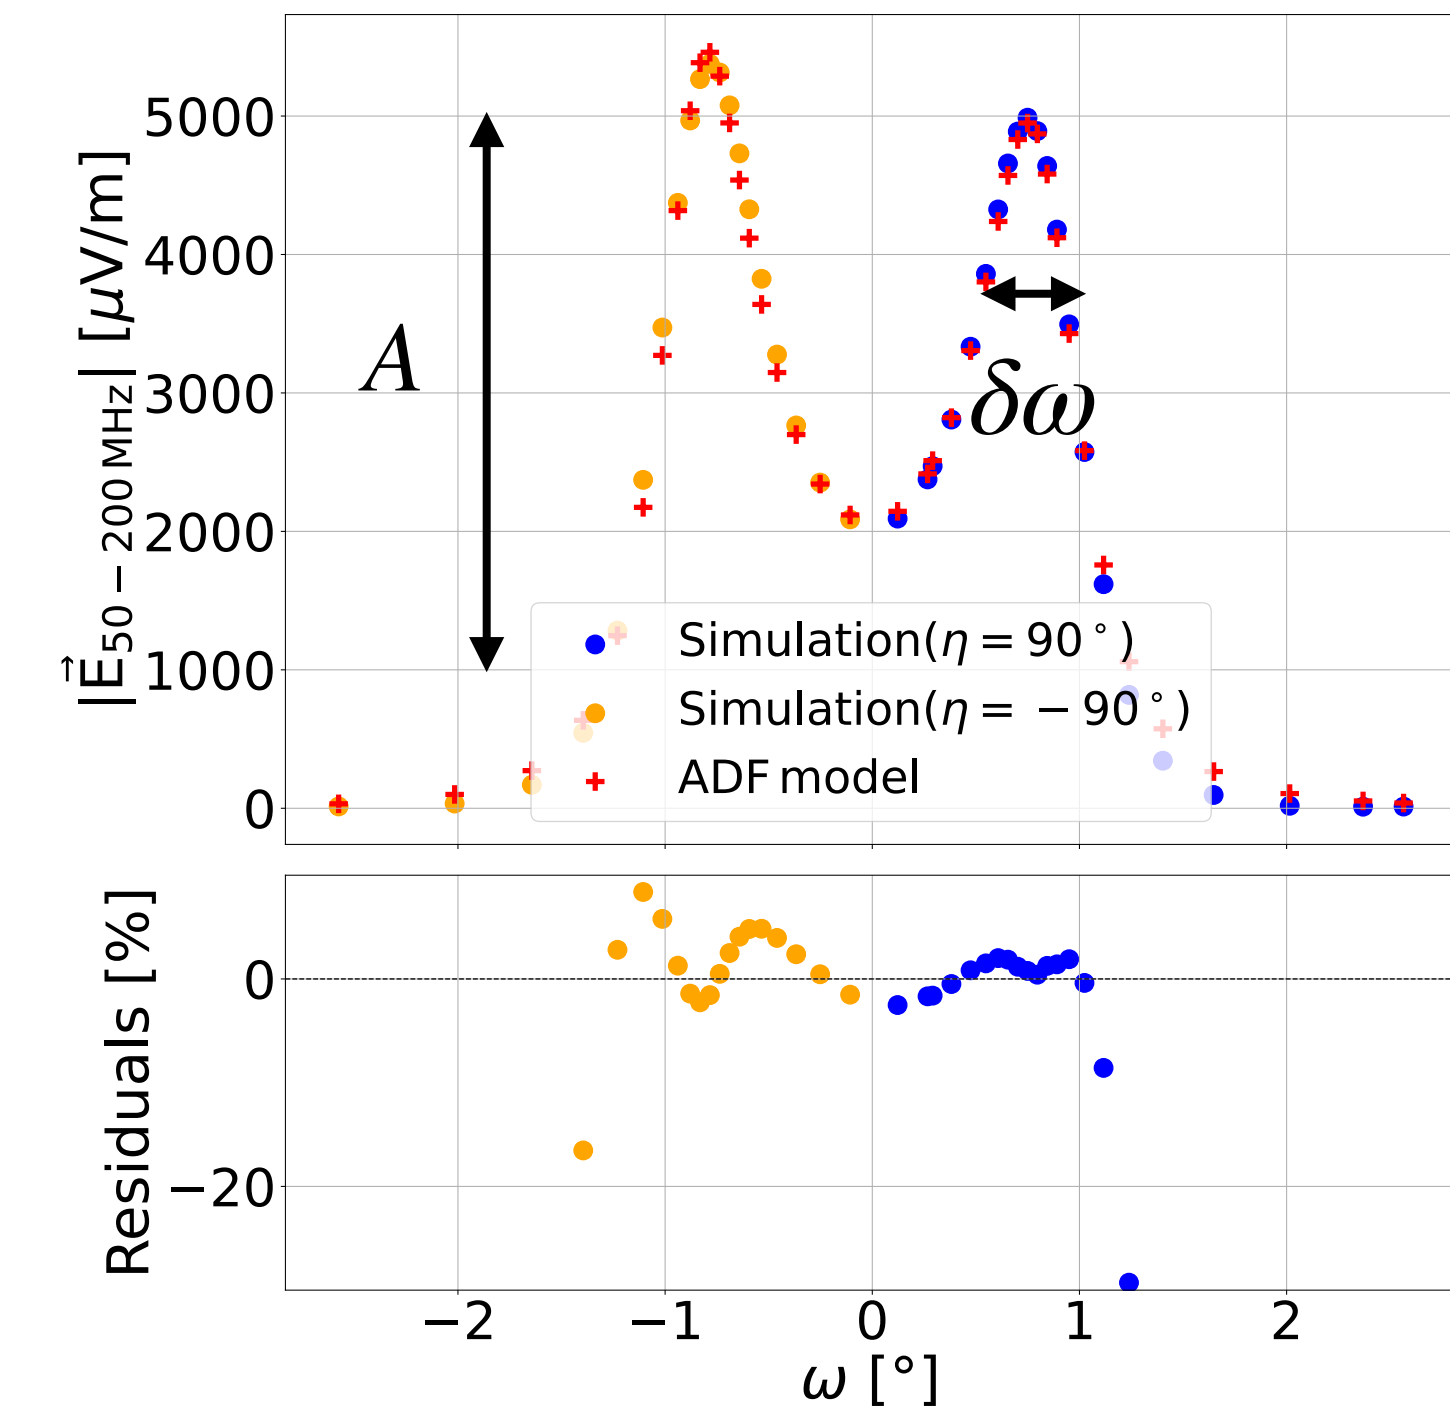 |E⃗50 − 200 MHz| [μV/m]
5000
4000
3000
2000
1000
0
A
δω
Simulation(η = 90°)
Simulation(η = −90°)
ADF model
Residuals [%]
0
−20
−2 −1 0 1 2
ω [°]